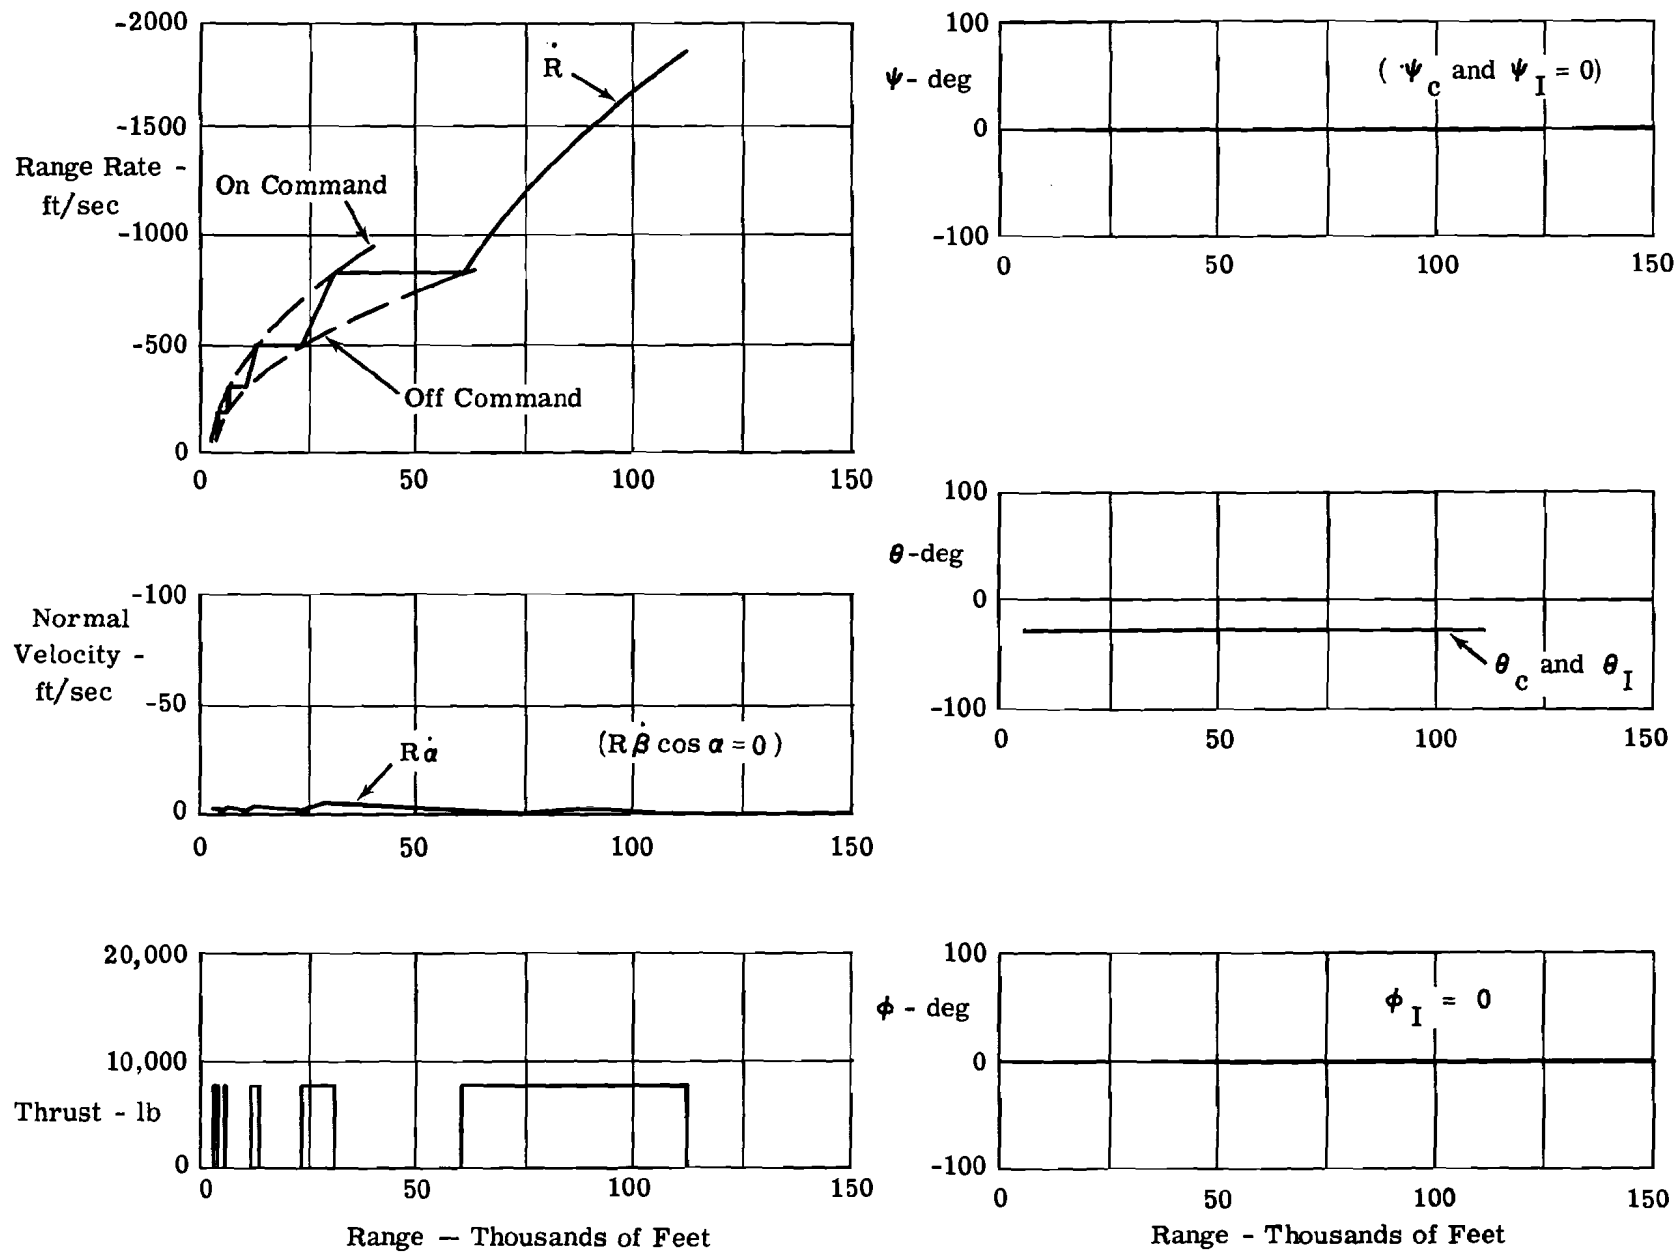 -2000
-1500
Range Rate -
ft/sec
-1000
-500
0
Ṙ
On Command
Off Command
0 50 100 150
-100
Normal
Velocity -
ft/sec
-50
0
Rα̇
(Rβ̇ cos α = 0)
0 50 100 150
20,000
10,000
Thrust - lb
0
0 50 100 150
Range — Thousands of Feet
100
ψ- deg
(ψc and ψI = 0)
0
-100
0 50 100 150
100
θ-deg
0
θc and θI
-100
0 50 100 150
100
ϕ - deg
ϕI = 0
0
-100
0 50 100 150
Range - Thousands of Feet